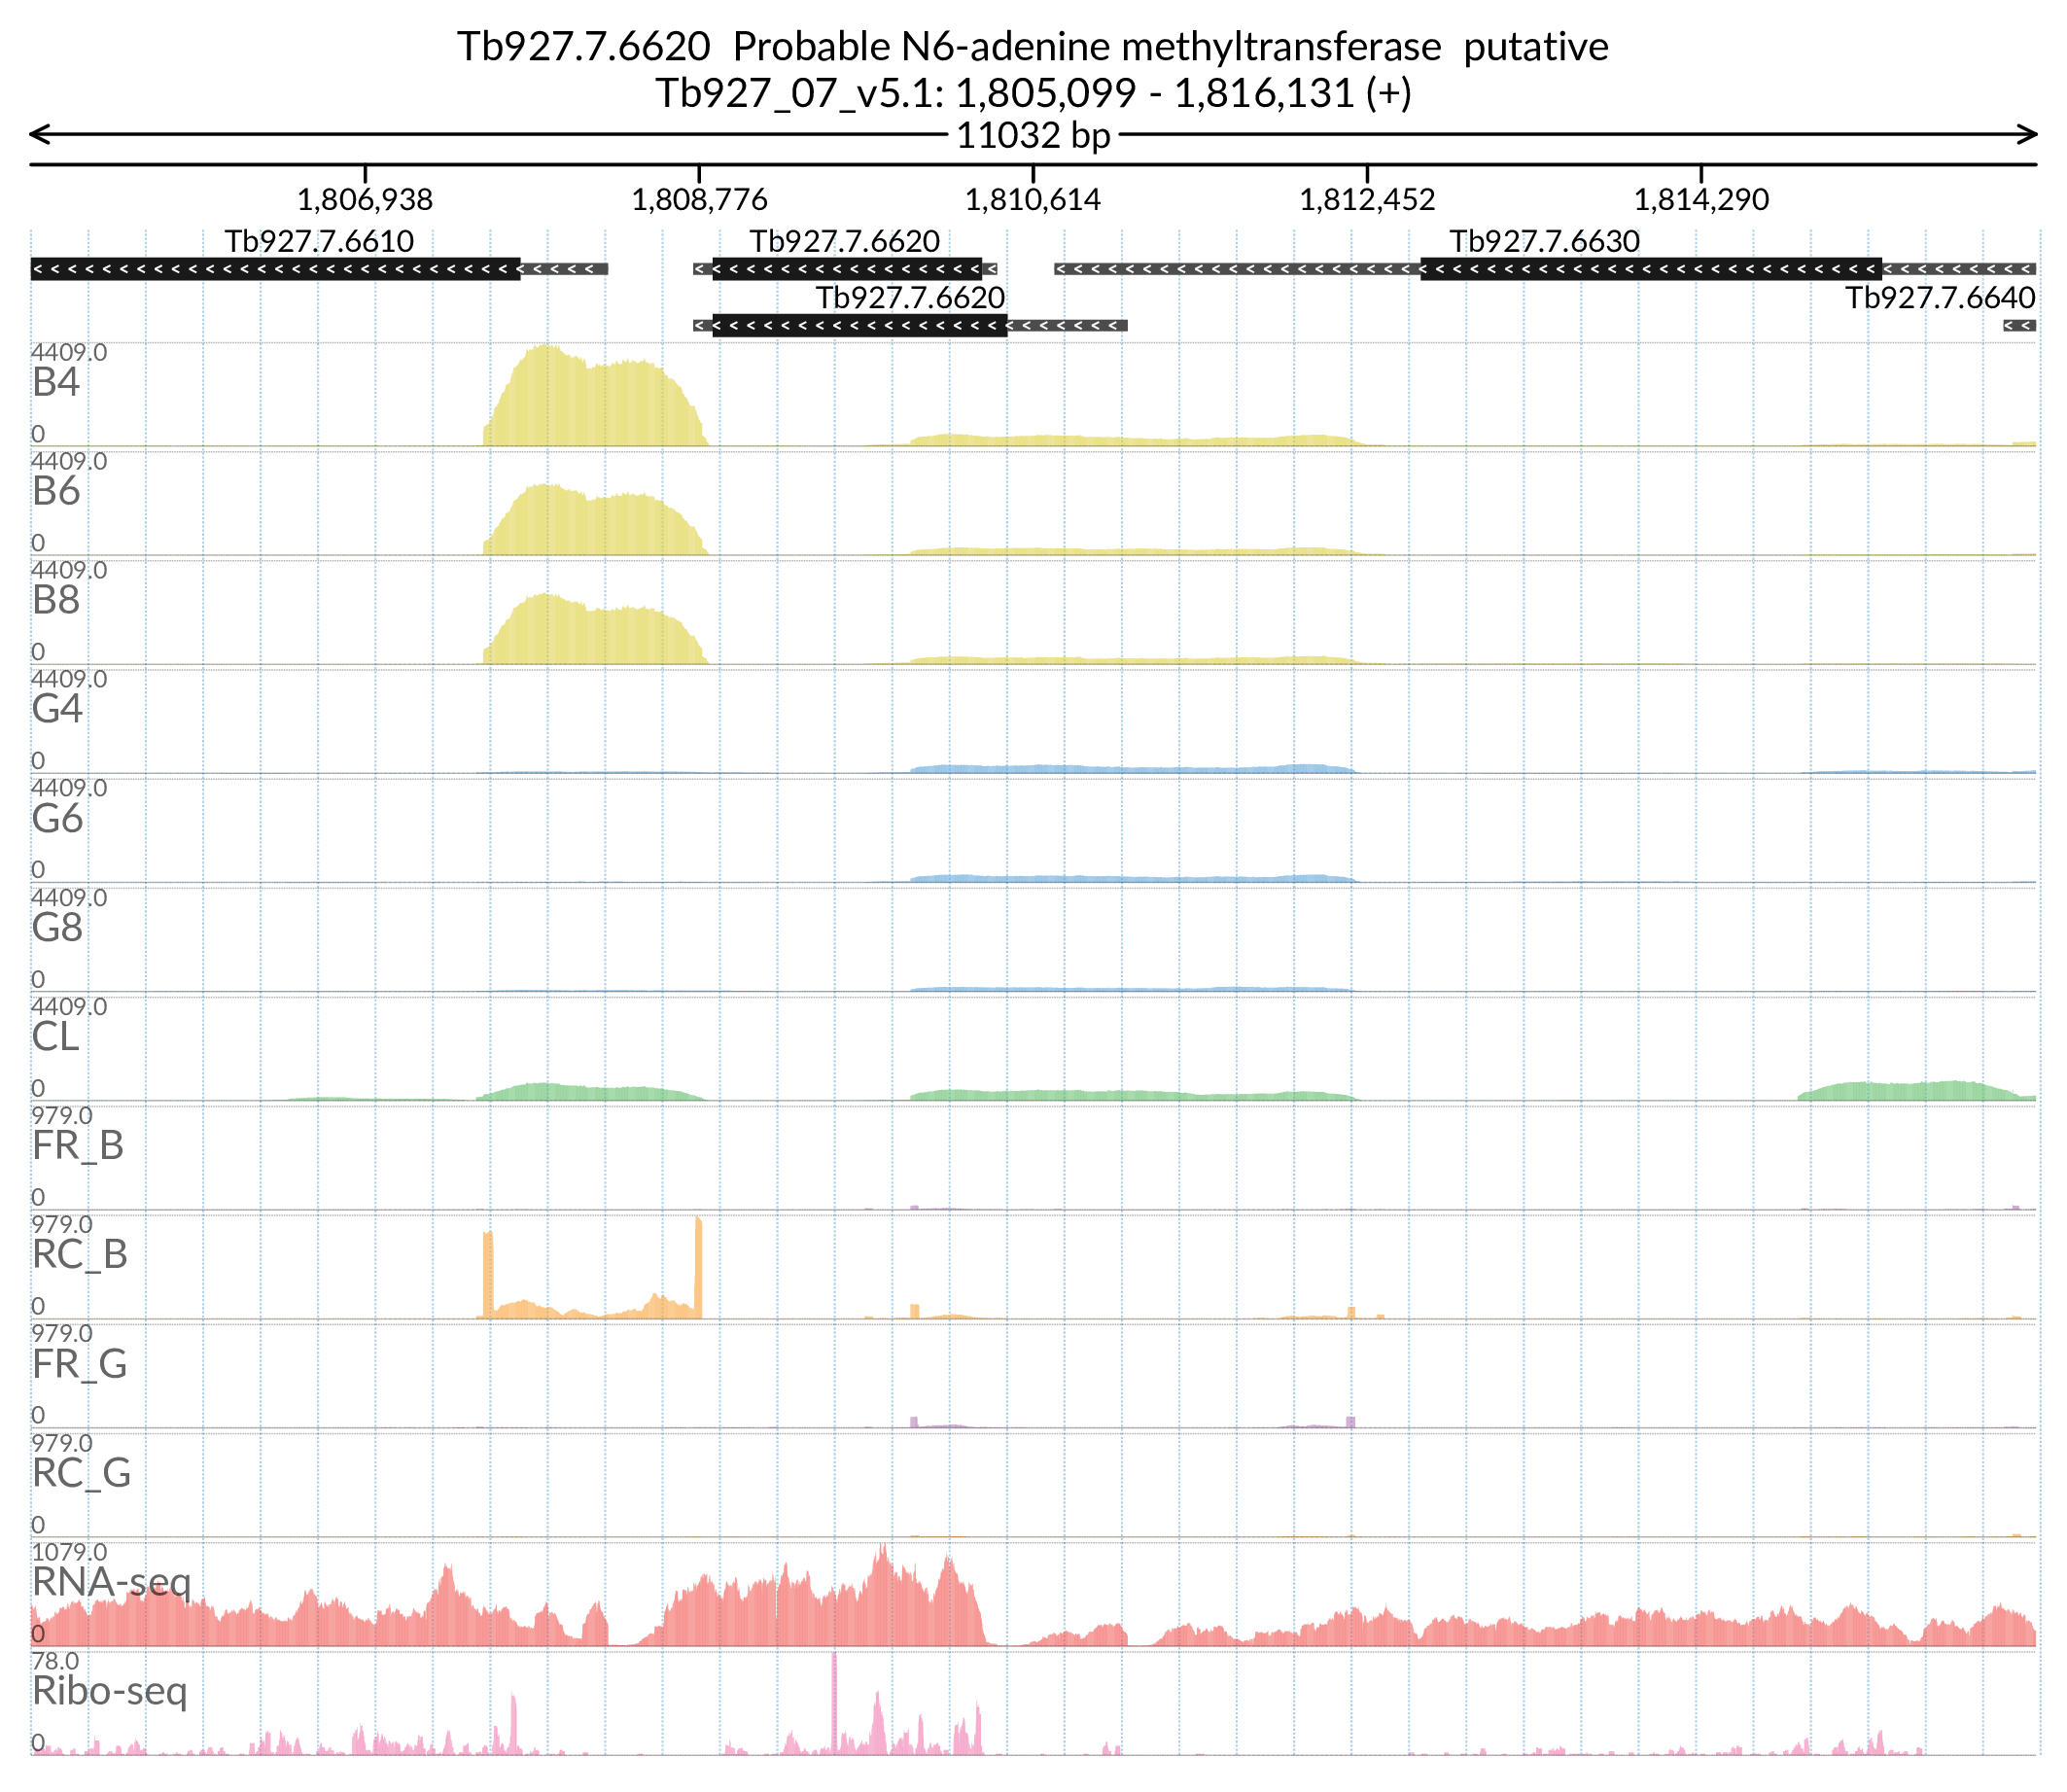 Tb927.7.6620  Probable N6-adenine methyltransferase  putative
Tb927_07_v5.1: 1,805,099 - 1,816,131 (+)
11032 bp
1,806,938 1,808,776 1,810,614 1,812,452 1,814,290
Tb927.7.6610 Tb927.7.6620 Tb927.7.6630
Tb927.7.6620 Tb927.7.6640
4409.0
B4
0
4409.0
B6
0
4409.0
B8
0
4409.0
G4
0
4409.0
G6
0
4409.0
G8
0
4409.0
CL
0
979.0
FR_B
0
979.0
RC_B
0
979.0
FR_G
0
979.0
RC_G
0
1079.0
RNA-seq
0
78.0
Ribo-seq
0